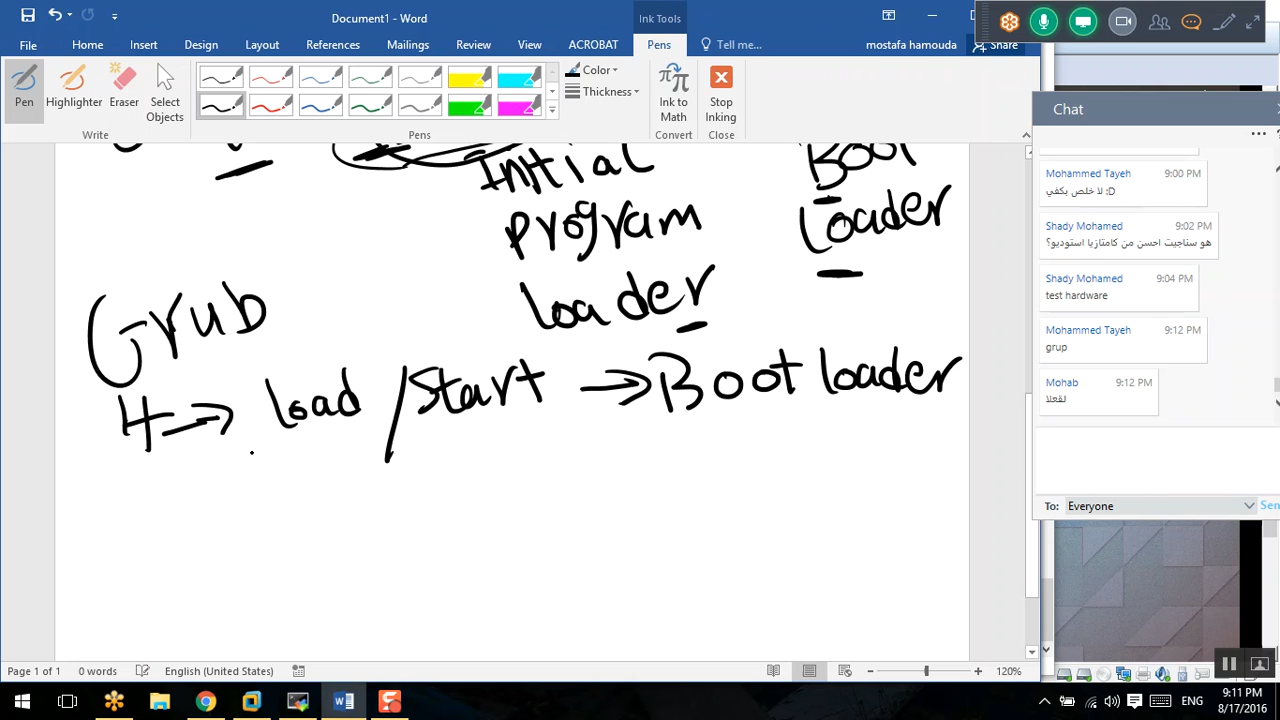 Document1 - Word
Ink Tools
File
Home
Insert
Design
Layout
References
Mailings
Review
View
ACROBAT
Pens
Tell me...
mostafa hamouda
Share
Pen
Highlighter
Eraser
Select Objects
Color
Thickness
Ink to Math
Stop Inking
Write
Pens
Convert
Close
Initial
program
loader
Boot
Loader
Grub
4 → load / Start → Boot loader
Chat
Mohammed Tayeh 9:00 PM
لا خلص بكفي ;D
Shady Mohamed 9:02 PM
هو سناجيت احسن من كامتازيا استوديو؟
Shady Mohamed 9:04 PM
test hardware
Mohammed Tayeh 9:12 PM
grup
Mohab 9:12 PM
لقعلا
To: Everyone
Sen
Page 1 of 1
0 words
English (United States)
120%
ENG
9:11 PM
8/17/2016